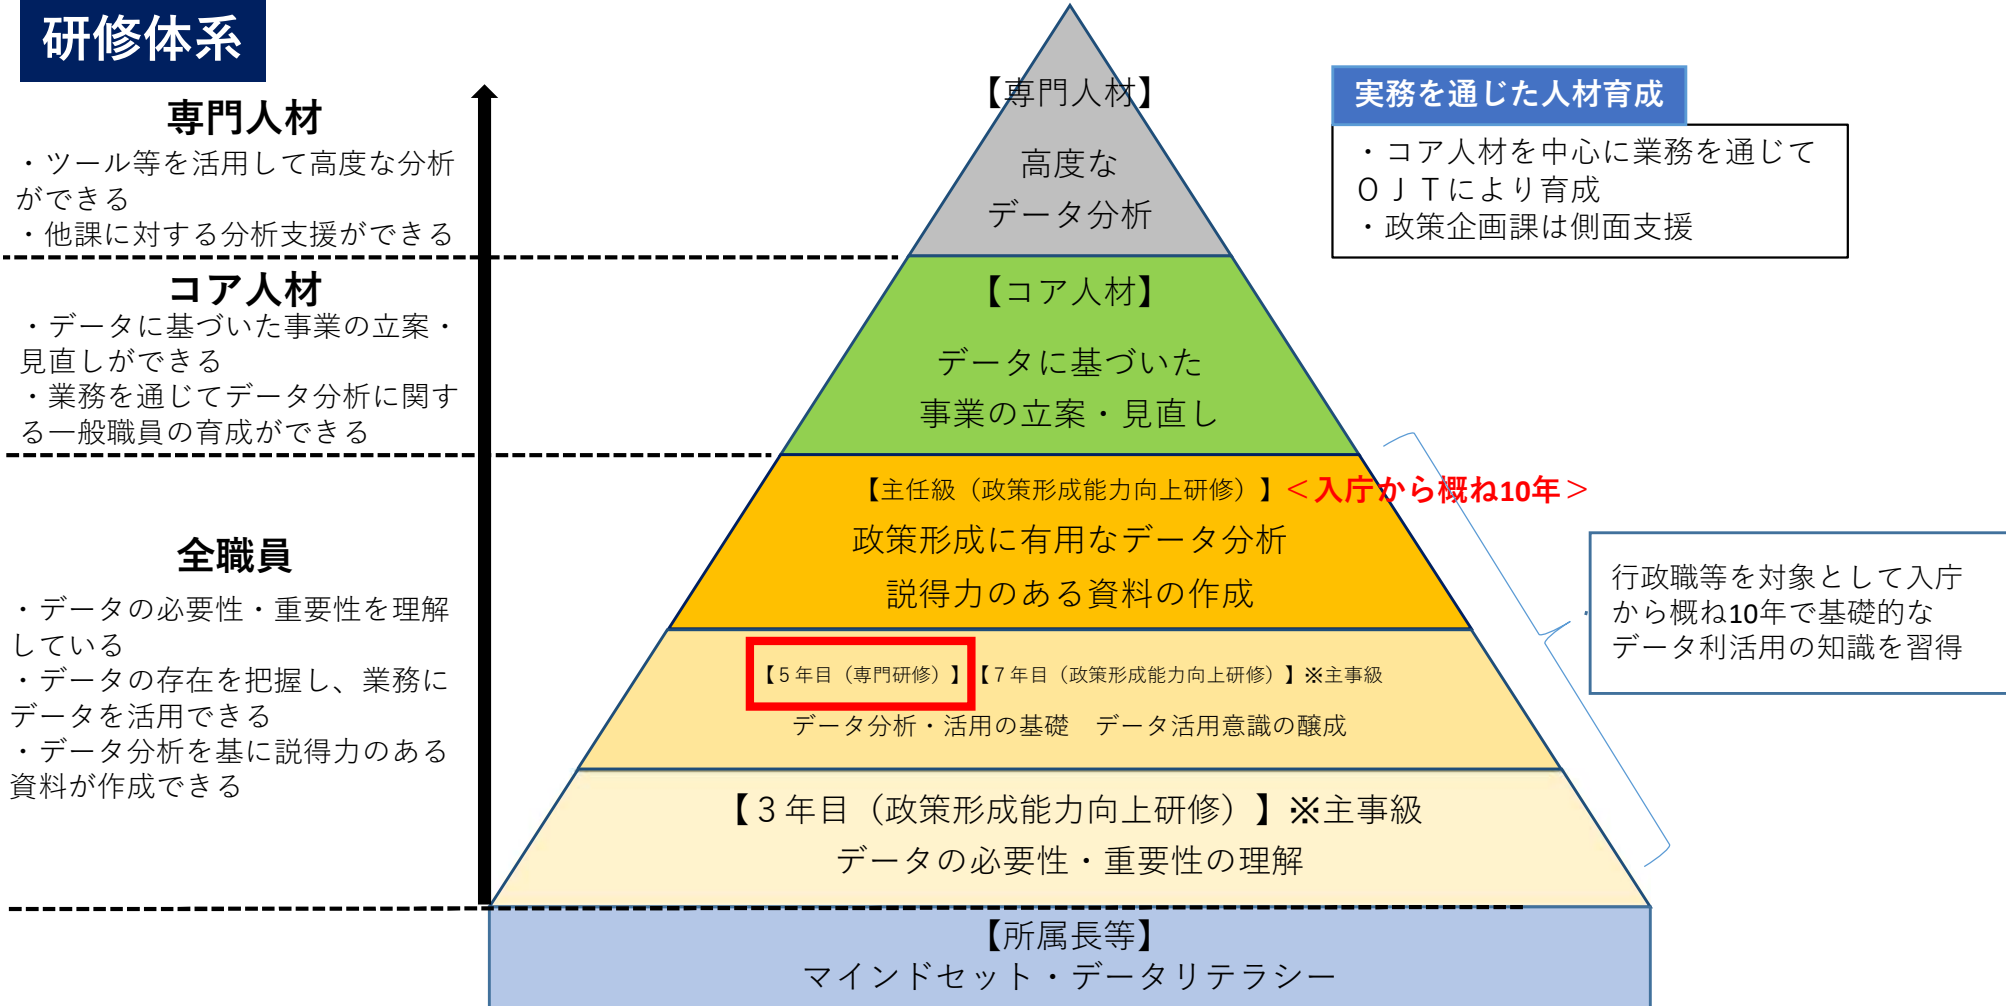 研修体系
専門人材
・ツール等を活用して高度な分析
ができる
・他課に対する分析支援ができる
コア人材
・データに基づいた事業の立案・
見直しができる
・業務を通じてデータ分析に関す
る一般職員の育成ができる
全職員
・データの必要性・重要性を理解
している
・データの存在を把握し、業務に
データを活用できる
・データ分析を基に説得力のある
資料が作成できる
【専門人材】
高度な
データ分析
【コア人材】
データに基づいた
事業の立案・見直し
【主任級（政策形成能力向上研修）】＜入庁から概ね10年＞
政策形成に有用なデータ分析
説得力のある資料の作成
【５年目（専門研修）】【７年目（政策形成能力向上研修）】※主事級
データ分析・活用の基礎　データ活用意識の醸成
【３年目（政策形成能力向上研修）】※主事級
データの必要性・重要性の理解
【所属長等】
マインドセット・データリテラシー
実務を通じた人材育成
・コア人材を中心に業務を通じて
ＯＪＴにより育成
・政策企画課は側面支援
行政職等を対象として入庁
から概ね10年で基礎的な
データ利活用の知識を習得